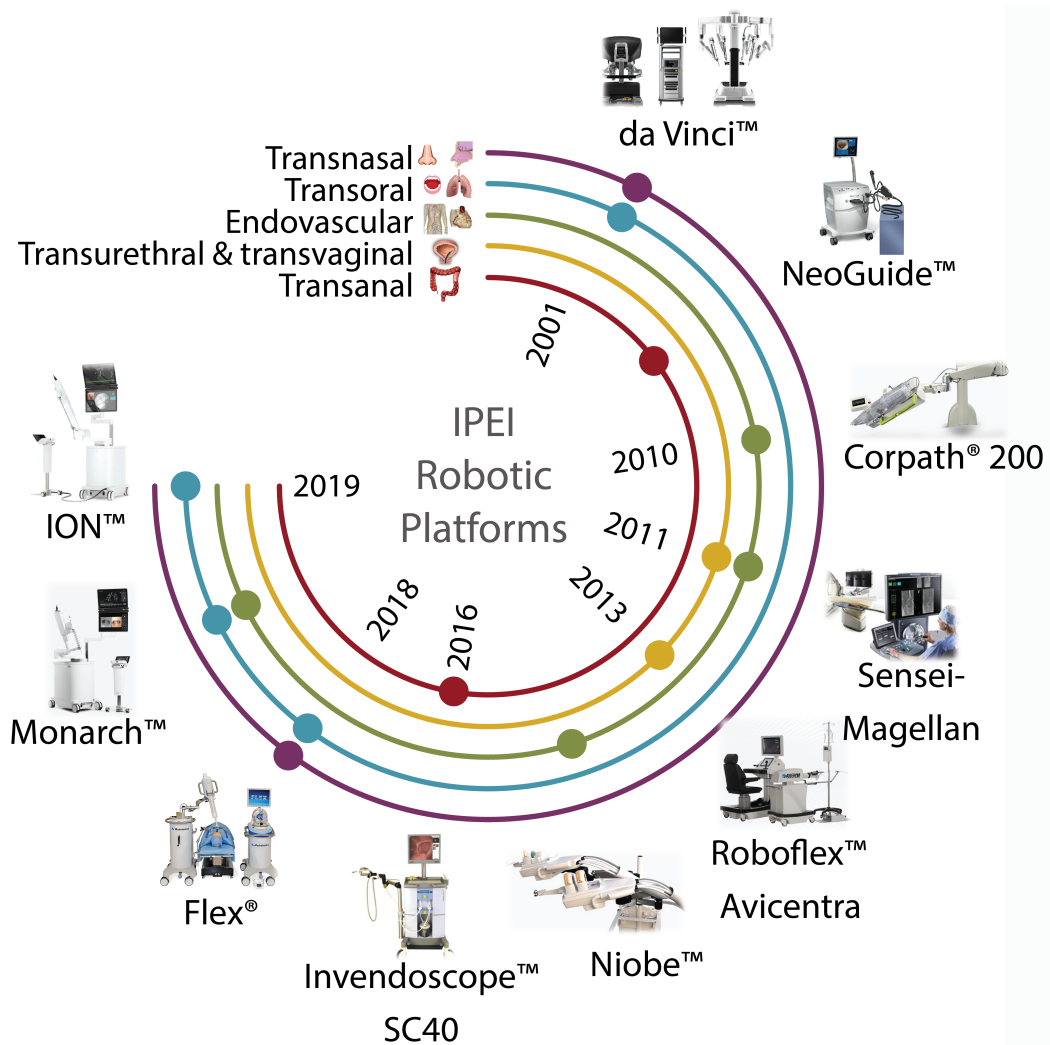 da Vinci™
Transnasal
Transoral
Endovascular
Transurethral & transvaginal
Transanal
NeoGuide™
2001
IPEI
Robotic
Platforms
2010
2011
2013
2016
2018
2019
Corpath® 200
Sensei-
Magellan
Roboflex™
Avicentra
Niobe™
Invendoscope™
SC40
Flex®
FLEX
Monarch™
ION™